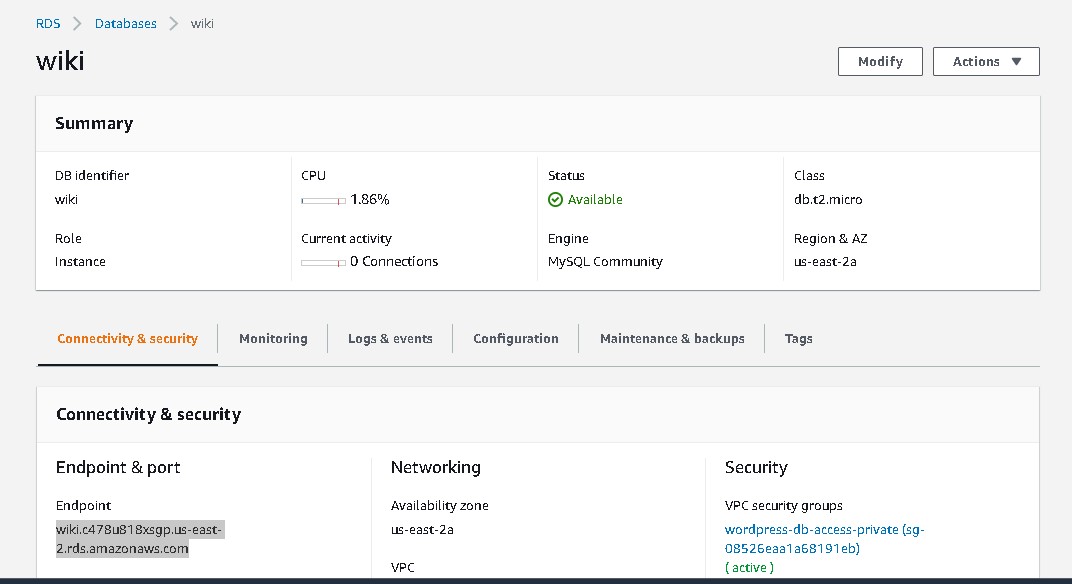 RDS > Databases > wiki
wiki
Modify Actions ▼
Summary
DB identifier CPU Status Class
wiki 1.86% Available db.t2.micro
Role Current activity Engine Region & AZ
Instance 0 Connections MySQL Community us-east-2a
Connectivity & security Monitoring Logs & events Configuration Maintenance & backups Tags
Connectivity & security
Endpoint & port Networking Security
Endpoint Availability zone VPC security groups
wiki.c478u818xsgp.us-east- us-east-2a wordpress-db-access-private (sg-
2.rds.amazonaws.com 08526eaa1a68191eb)
VPC ( active )